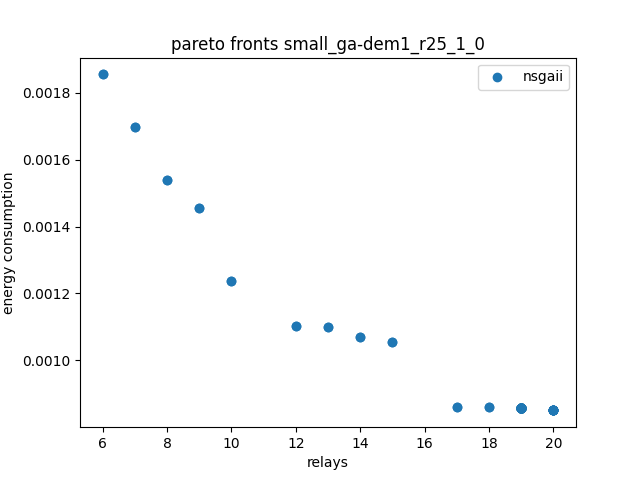 pareto fronts small_ga-dem1_r25_1_0
nsgaii
0.0018
0.0016
0.0014
0.0012
0.0010
energy consumption
6 8 10 12 14 16 18 20
relays